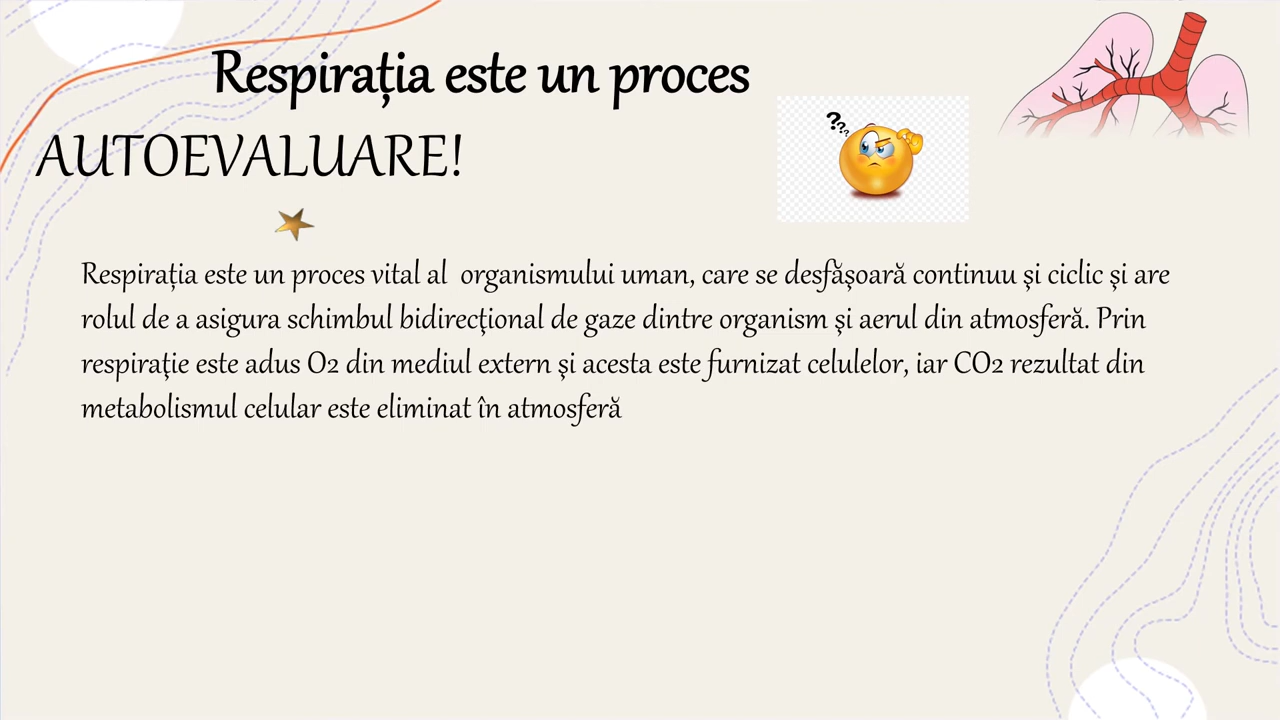 Respirația este un proces
AUTOEVALUARE!
???
Respirația este un proces vital al  organismului uman, care se desfășoară continuu și ciclic și are
rolul de a asigura schimbul bidirecțional de gaze dintre organism și aerul din atmosferă. Prin
respirație este adus O2 din mediul extern și acesta este furnizat celulelor, iar CO2 rezultat din
metabolismul celular este eliminat în atmosferă